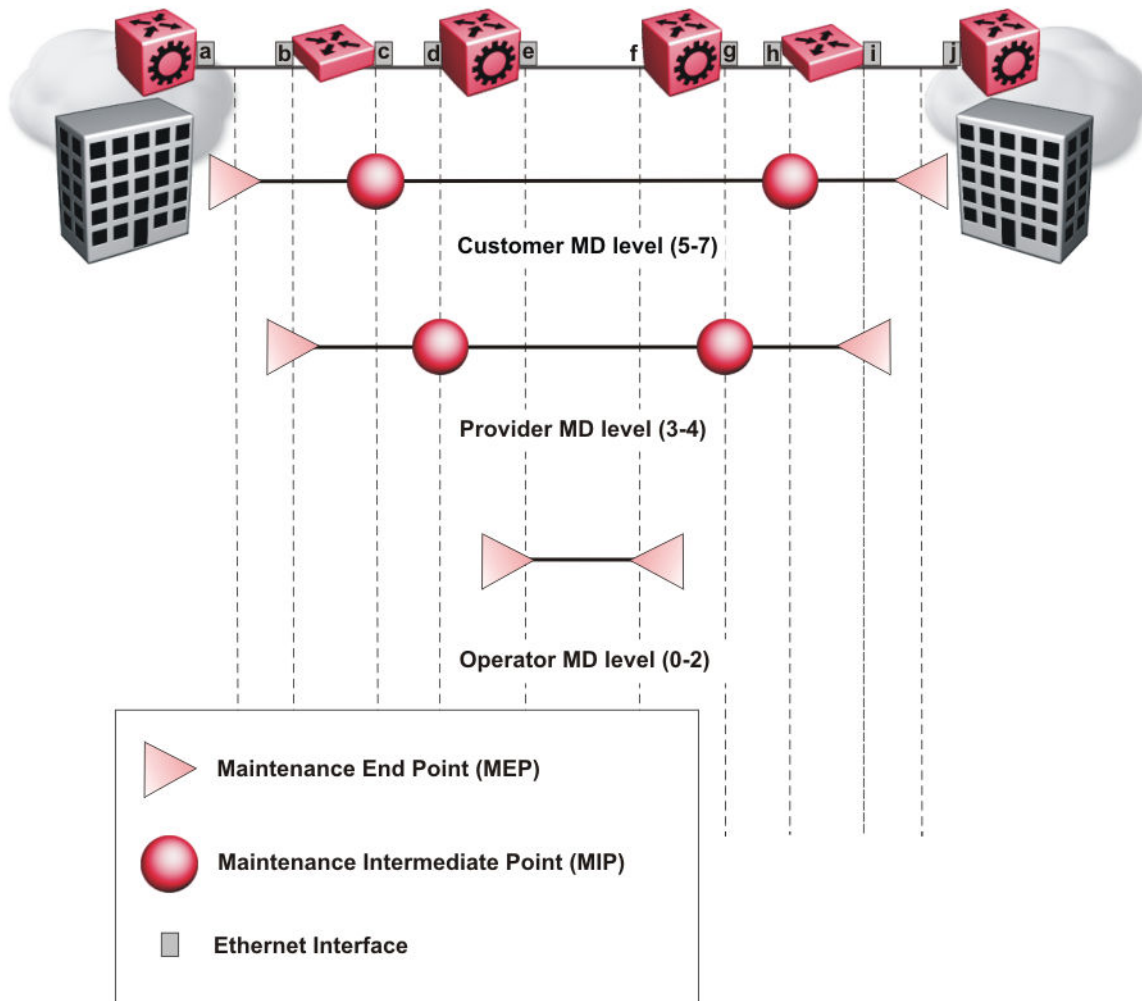 a b c d e f g h i j
Customer MD level (5-7)
Provider MD level (3-4)
Operator MD level (0-2)
Maintenance End Point (MEP)
Maintenance Intermediate Point (MIP)
Ethernet Interface